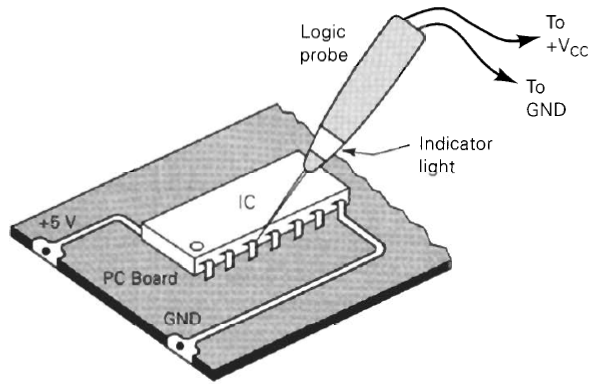 Logic
probe
To
+VCC
To
GND
Indicator
light
IC
+5 V
PC Board
GND